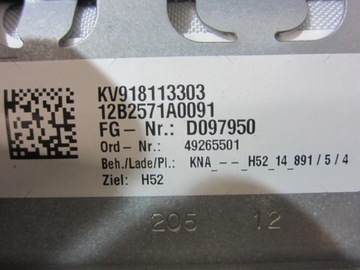 KV918113303
12B2571A0091
FG- Nr.: D097950
Ord- Nr.: 49265501
Beh./Lade/Pl.: KNA_--_H52_14_891/5/4
Ziel: H52
205 12